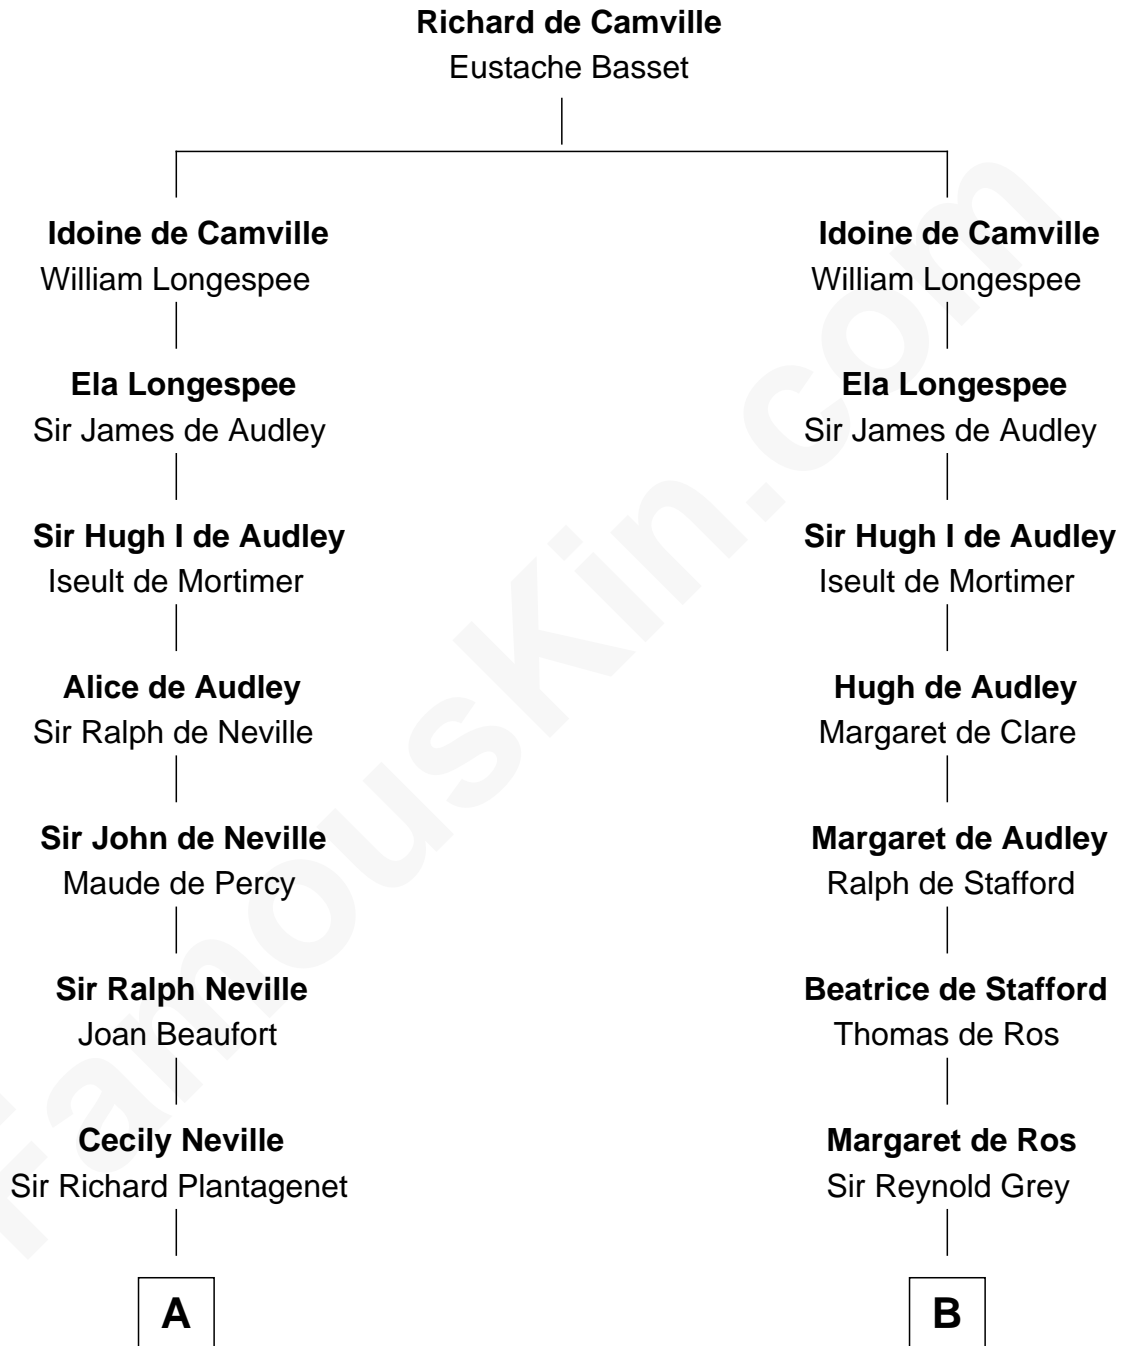 Richard de Camville
Eustache Basset
Idoine de Camville
William Longespee
Ela Longespee
Sir James de Audley
Sir Hugh I de Audley
Iseult de Mortimer
Alice de Audley
Sir Ralph de Neville
Sir John de Neville
Maude de Percy
Sir Ralph Neville
Joan Beaufort
Cecily Neville
Sir Richard Plantagenet
A
Idoine de Camville
William Longespee
Ela Longespee
Sir James de Audley
Sir Hugh I de Audley
Iseult de Mortimer
Hugh de Audley
Margaret de Clare
Margaret de Audley
Ralph de Stafford
Beatrice de Stafford
Thomas de Ros
Margaret de Ros
Sir Reynold Grey
B
FamousKin.com